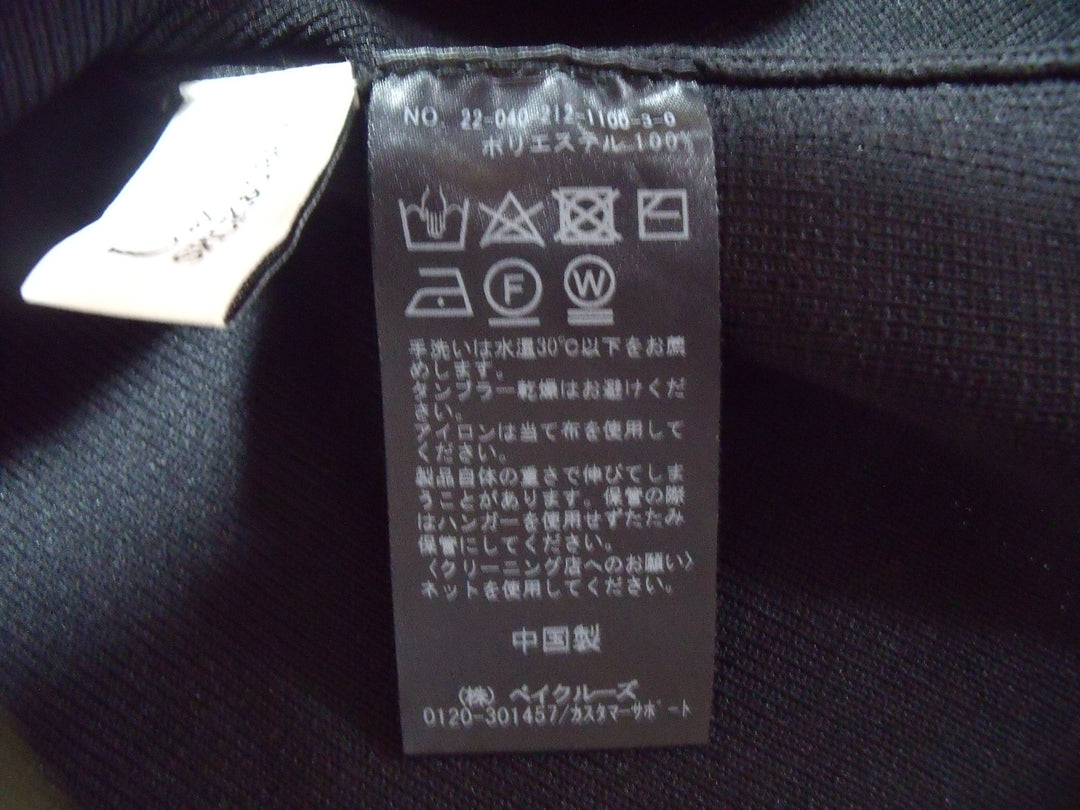 NO. 22-040-212-1100-3-0
ポリエステル 100%
F W
手洗いは水温30℃以下をお薦
めします。
タンブラー乾燥はお避けくだ
さい。
アイロンは当て布を使用して
ください。
製品自体の重さで伸びてしま
うことがあります。保管の際
はハンガーを使用せずたたみ
保管にしてください。
〈クリーニング店へのお願い〉
ネットを使用してください。
中国製
(株) ベイクルーズ
0120-301457/カスタマーサポート